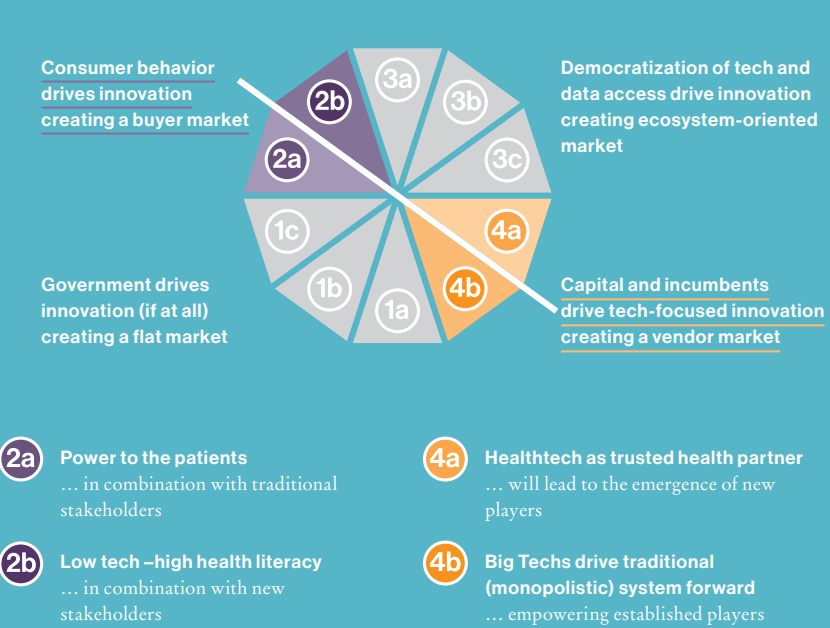 Consumer behavior
drives innovation
creating a buyer market
3a
2b
3b
Democratization of tech and
data access drive innovation
creating ecosystem-oriented
market
2a
3c
1c
4a
Government drives
innovation (if at all)
creating a flat market
1b
4b
1a
Capital and incumbents
drive tech-focused innovation
creating a vendor market
2a
Power to the patients
… in combination with traditional
stakeholders
4a
Healthtech as trusted health partner
… will lead to the emergence of new
players
2b
Low tech –high health literacy
… in combination with new
stakeholders
4b
Big Techs drive traditional
(monopolistic) system forward
… empowering established players